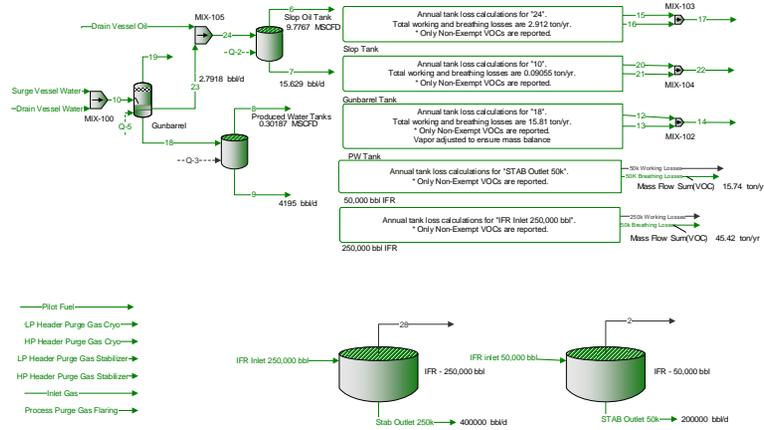 MIX-105
Drain Vessel Oil
24
6
Slop Oil Tank
9.7767 MSCFD
Q-2
7
15.629 bbl/d
19
23
2.7918 bbl/d
Surge Vessel Water
Drain Vessel Water
10
MIX-100
Q-5
Gunbarrel
18
8
Produced Water Tanks
0.30187 MSCFD
Q-3
9
4195 bbl/d
Annual tank loss calculations for "24".
Total working and breathing losses are 2.912 ton/yr.
* Only Non-Exempt VOCs are reported.
Slop Tank
15
16
MIX-103
17
Annual tank loss calculations for "10".
Total working and breathing losses are 0.09055 ton/yr.
* Only Non-Exempt VOCs are reported.
Gunbarrel Tank
20
21
MIX-104
22
Annual tank loss calculations for "18".
Total working and breathing losses are 15.81 ton/yr.
* Only Non-Exempt VOCs are reported.
Vapor adjusted to ensure mass balance
PW Tank
12
13
MIX-102
14
Annual tank loss calculations for "STAB Outlet 50k".
* Only Non-Exempt VOCs are reported.
50,000 bbl IFR
50k Working Losses
50K Breathing Losses
Mass Flow Sum(VOC) 15.74 ton/y
Annual tank loss calculations for "IFR Inlet 250,000 bbl".
* Only Non-Exempt VOCs are reported.
250,000 bbl IFR
250k Working Losses
50k Breathing Losses
Mass Flow Sum(VOC) 45.42 ton/yr
Pilot Fuel
LP Header Purge Gas Cryo
HP Header Purge Gas Cryo
LP Header Purge Gas Stabilizer
HP Header Purge Gas Stabilizer
Inlet Gas
Process Purge Gas Flaring
28
IFR Inlet 250,000 bbl
IFR - 250,000 bbl
Stab Outlet 250k
400000 bbl/d
2
IFR inlet 50,000 bbl
IFR - 50,000 bbl
STAB Outlet 50k
200000 bbl/d